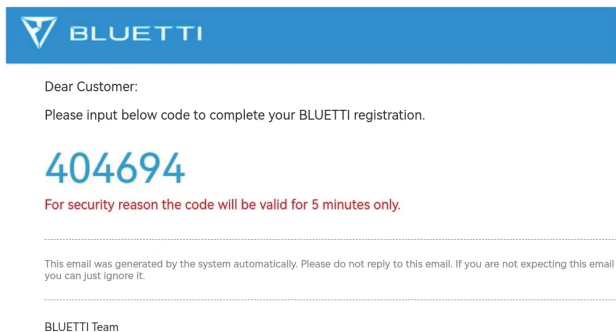 BLUETTI
Dear Customer:
Please input below code to complete your BLUETTI registration.
404694
For security reason the code will be valid for 5 minutes only.
This email was generated by the system automatically. Please do not reply to this email. If you are not expecting this email
you can just ignore it.
BLUETTI Team